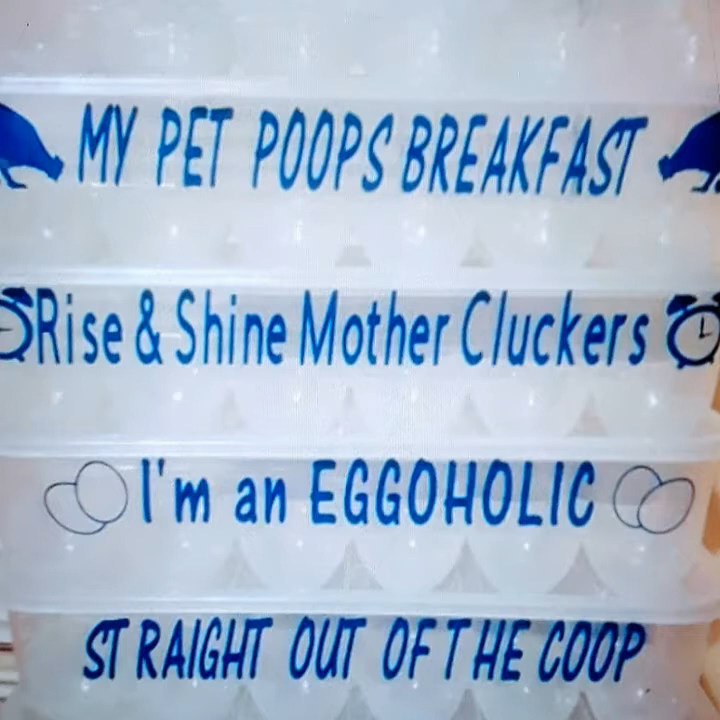 MY PET POOPS BREAKFAST
Rise & Shine Mother Cluckers
I'm an EGGOHOLIC
STRAIGHT OUT OF THE COOP